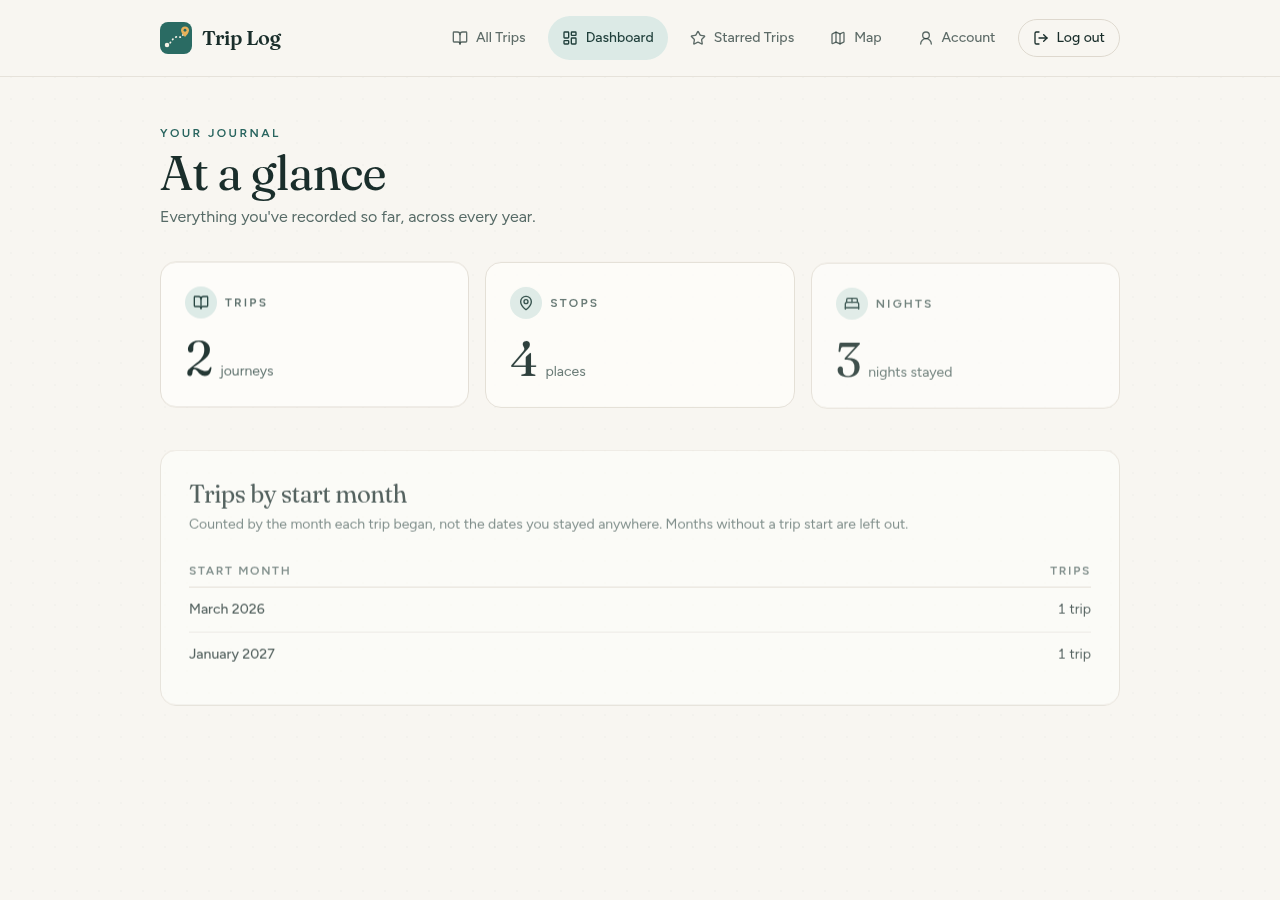 Trip Log
All Trips
Dashboard
Starred Trips
Map
Account
Log out
YOUR JOURNAL
At a glance
Everything you've recorded so far, across every year.
TRIPS
2 journeys
STOPS
4 places
NIGHTS
3 nights stayed
Trips by start month
Counted by the month each trip began, not the dates you stayed anywhere. Months without a trip start are left out.
START MONTH TRIPS
March 2026 1 trip
January 2027 1 trip